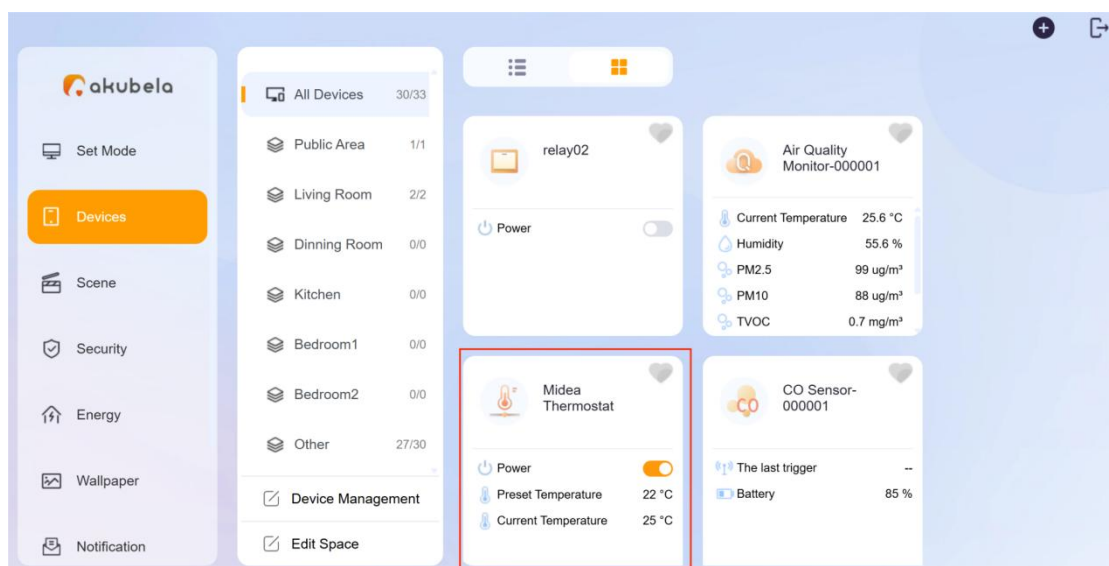 akubela
Set Mode
Devices
Scene
Security
Energy
Wallpaper
Notification
All Devices 30/33
Public Area 1/1
Living Room 2/2
Dinning Room 0/0
Kitchen 0/0
Bedroom1 0/0
Bedroom2 0/0
Other 27/30
Device Management
Edit Space
relay02
Power
Air Quality
Monitor-000001
Current Temperature 25.6 °C
Humidity 55.6 %
PM2.5 99 ug/m³
PM10 88 ug/m³
TVOC 0.7 mg/m³
Midea
Thermostat
Power
Preset Temperature 22 °C
Current Temperature 25 °C
CO
CO Sensor-
000001
The last trigger --
Battery 85 %